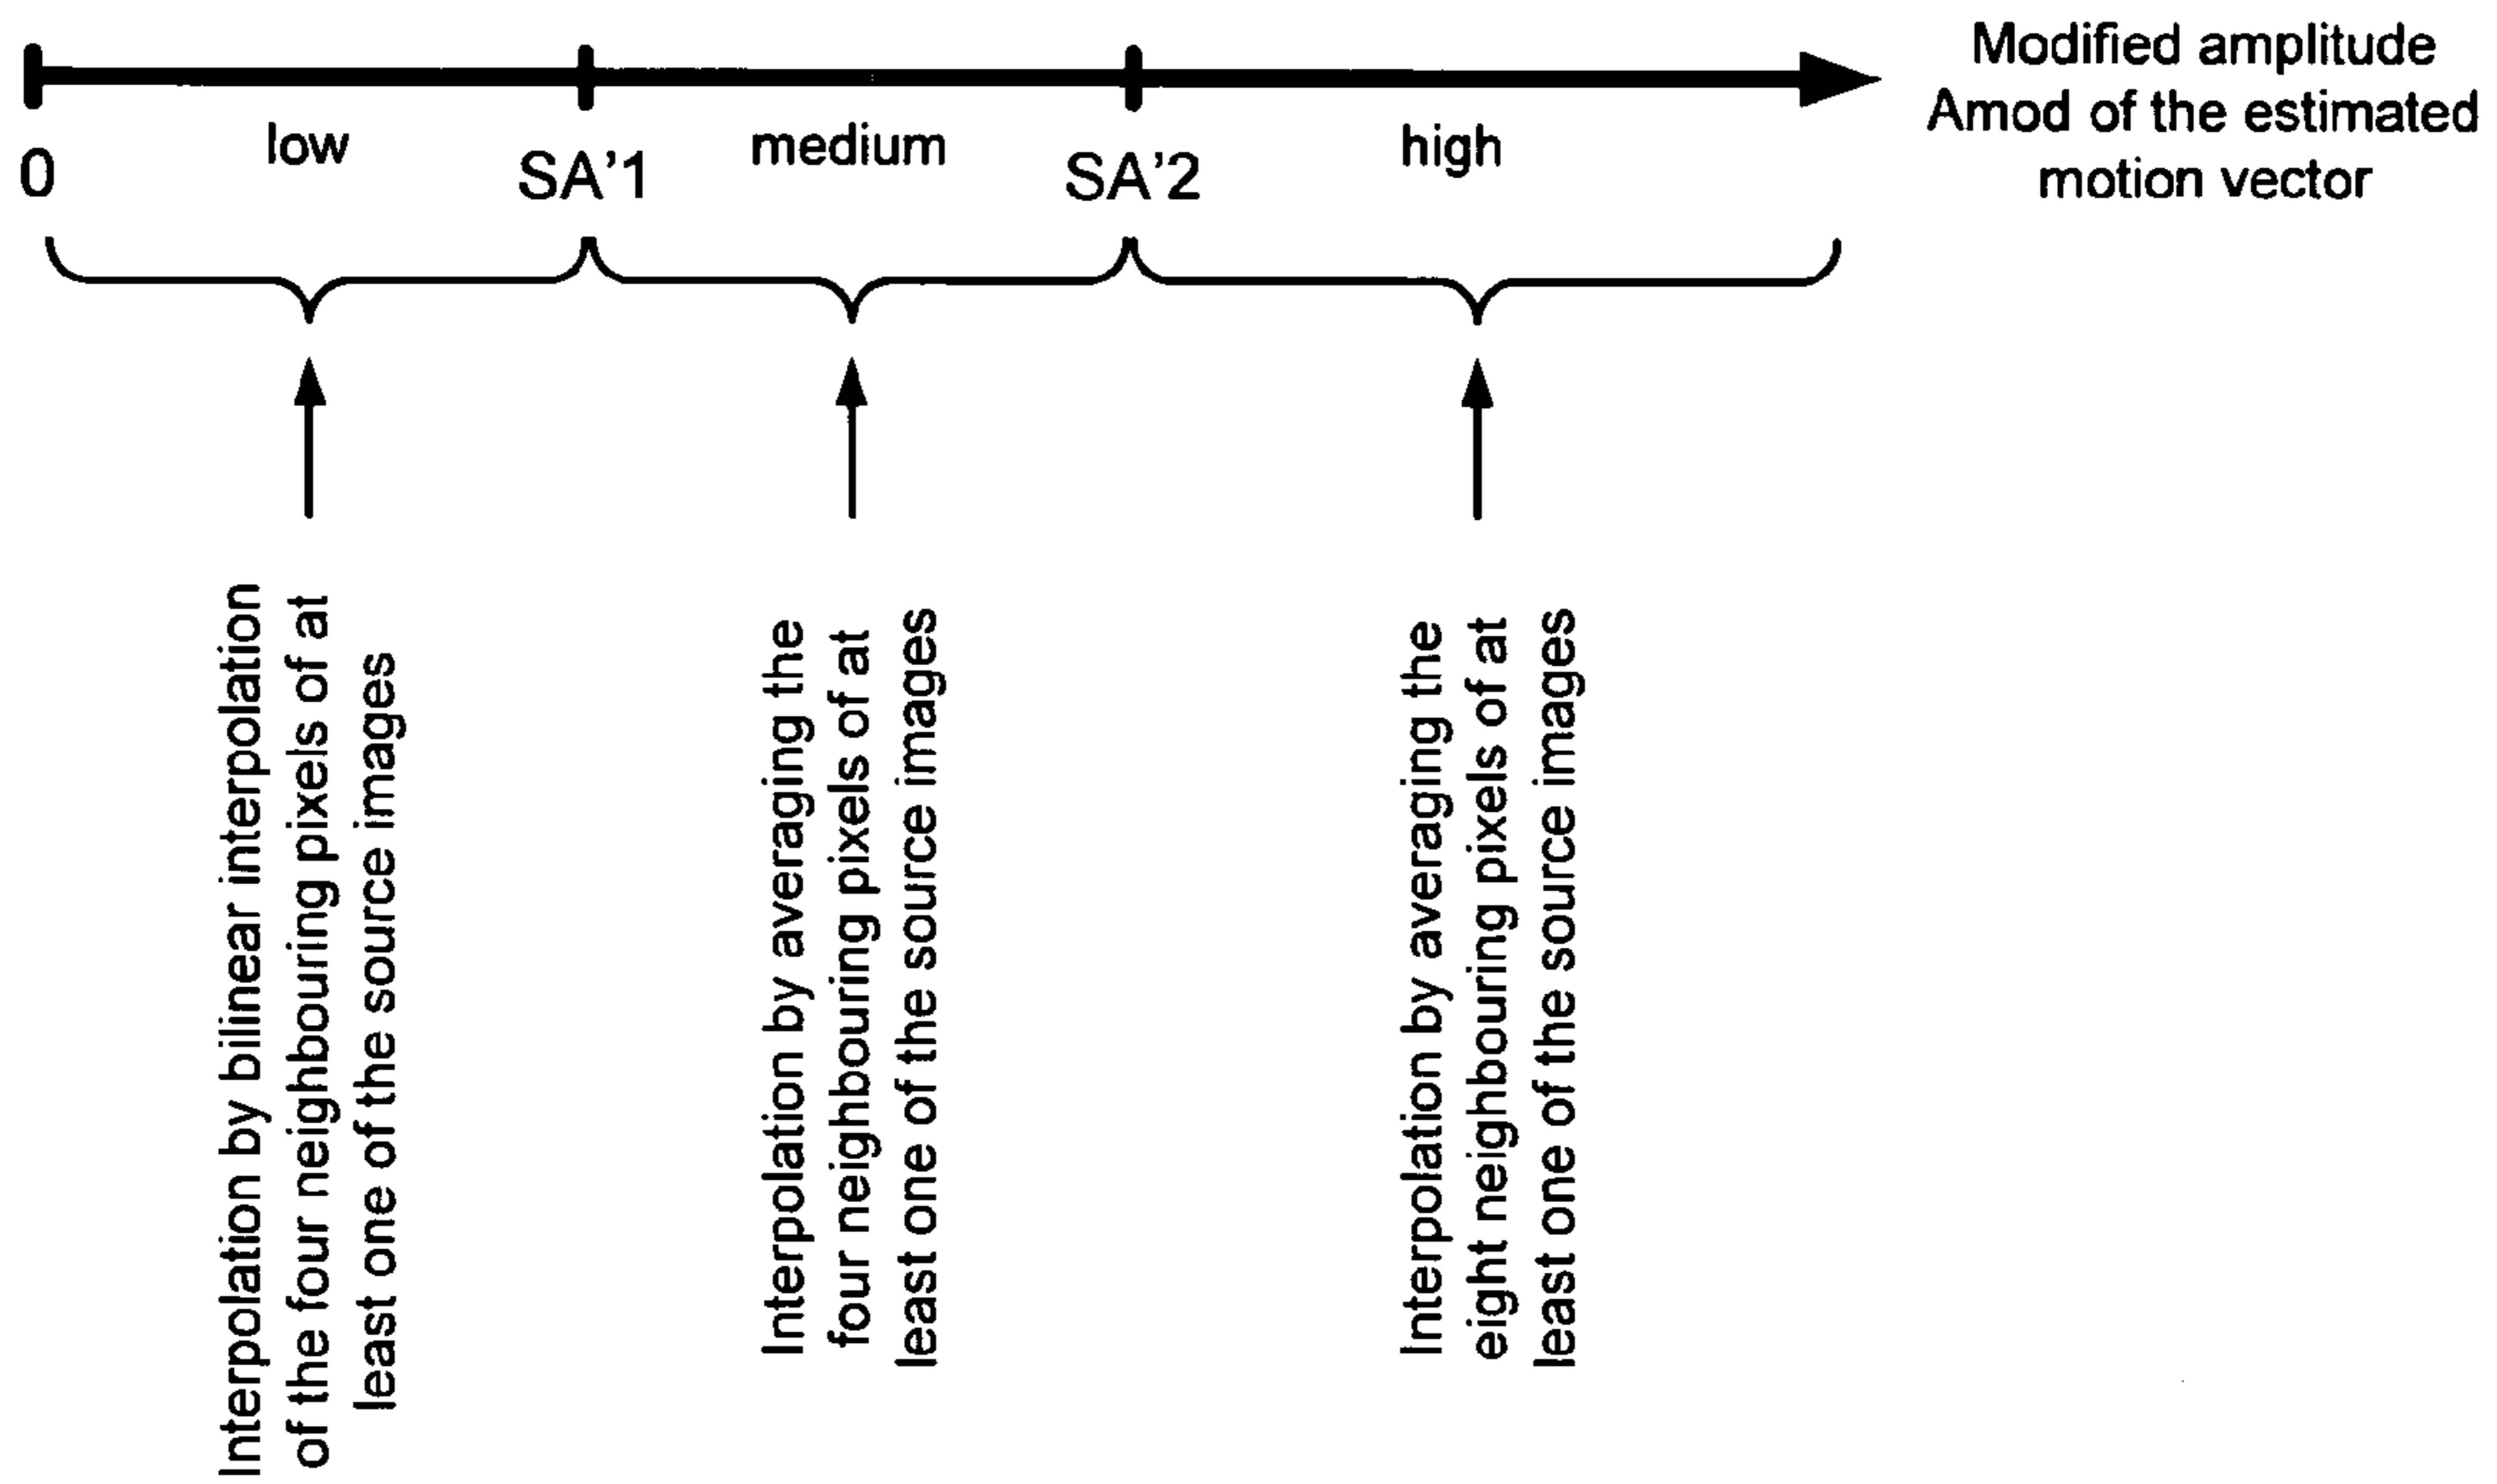 Modified amplitude
Amod of the estimated
motion vector
0
low
SA'1
medium
SA'2
high
Interpolation by bilinear interpolation
of the four neighbouring pixels of at
least one of the source images
Interpolation by averaging the
four neighbouring pixels of at
least one of the source images
Interpolation by averaging the
eight neighbouring pixels of at
least one of the source images